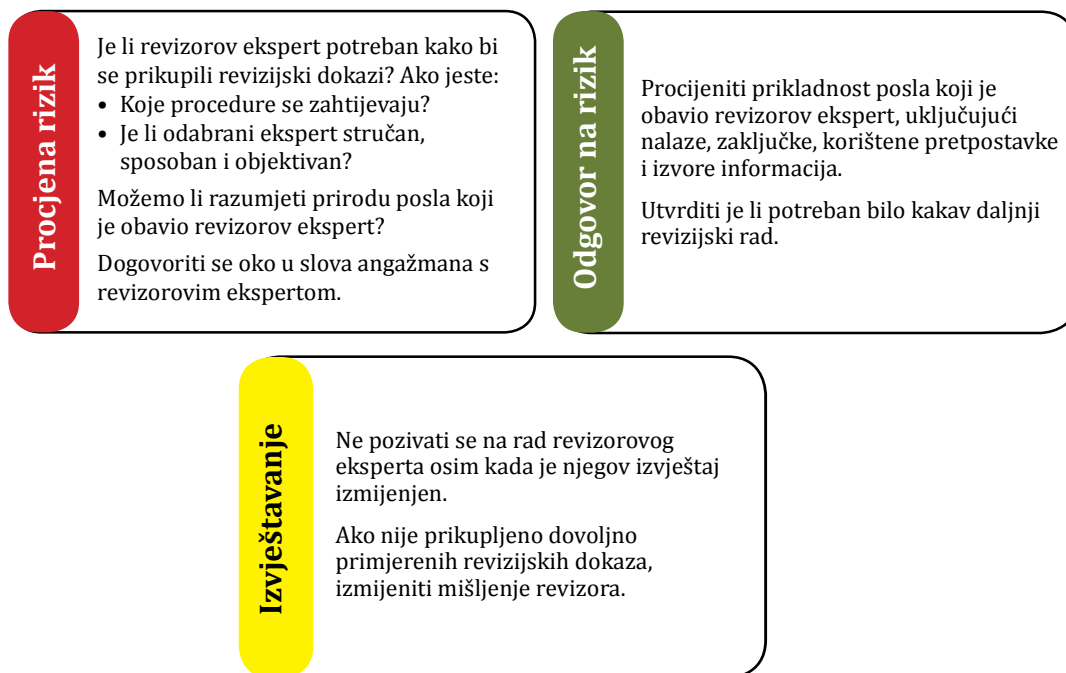 Procjena rizik
Je li revizorov ekspert potreban kako bi
se prikupili revizijski dokazi? Ako jeste:
• Koje procedure se zahtijevaju?
• Je li odabrani ekspert stručan,
sposoban i objektivan?
Možemo li razumjeti prirodu posla koji
je obavio revizorov ekspert?
Dogovoriti se oko u slova angažmana s
revizorovim ekspertom.
Odgovor na rizik
Procijeniti prikladnost posla koji je
obavio revizorov ekspert, uključujući
nalaze, zaključke, korištene pretpostavke
i izvore informacija.
Utvrditi je li potreban bilo kakav daljnji
revizijski rad.
Izvještavanje
Ne pozivati se na rad revizorovog
eksperta osim kada je njegov izvještaj
izmijenjen.
Ako nije prikupljeno dovoljno
primjerenih revizijskih dokaza,
izmijeniti mišljenje revizora.